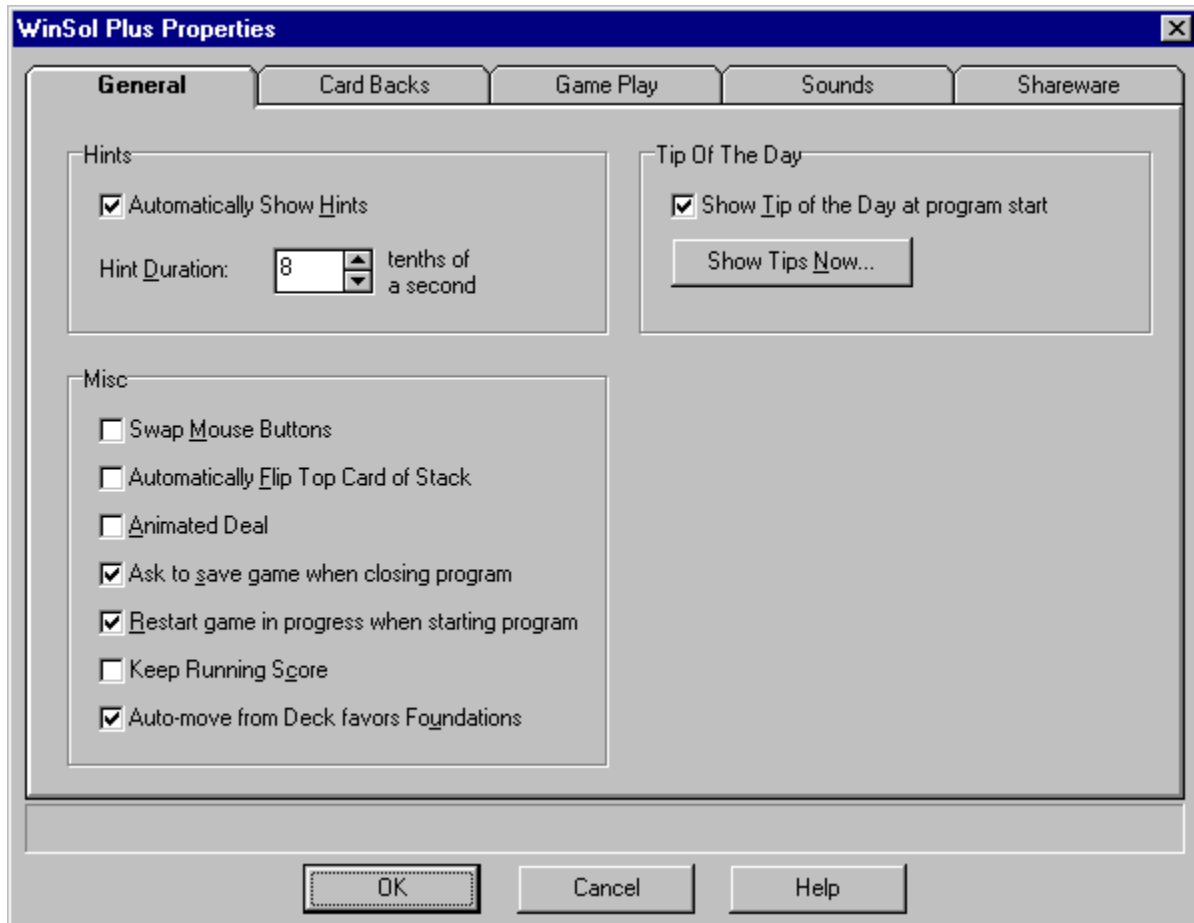 WinSol Plus Properties
General
Card Backs
Game Play
Sounds
Shareware
Hints
Automatically Show Hints
Hint Duration:
8
tenths of
a second
Tip Of The Day
Show Tip of the Day at program start
Show Tips Now...
Misc
Swap Mouse Buttons
Automatically Flip Top Card of Stack
Animated Deal
Ask to save game when closing program
Restart game in progress when starting program
Keep Running Score
Auto-move from Deck favors Foundations
OK
Cancel
Help